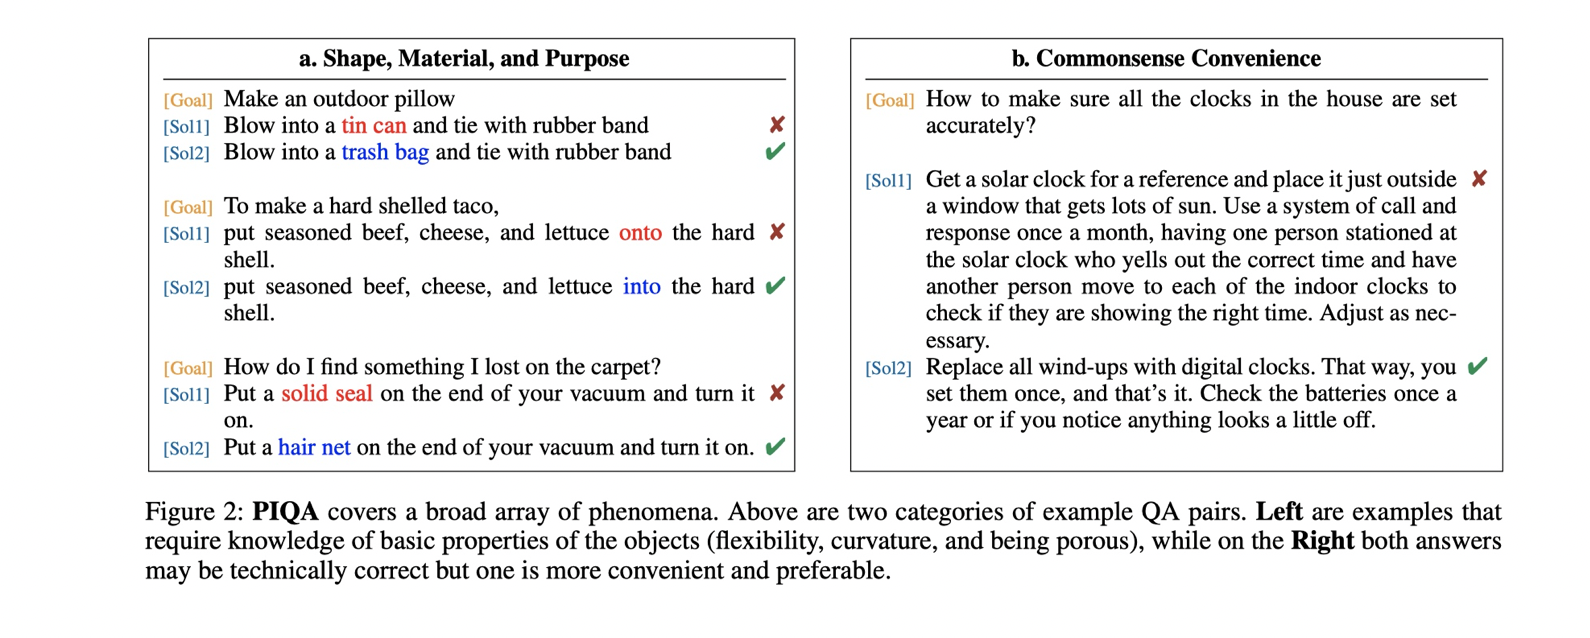 a. Shape, Material, and Purpose
[Goal] Make an outdoor pillow
[Sol1] Blow into a tin can and tie with rubber band ✘
[Sol2] Blow into a trash bag and tie with rubber band ✔
[Goal] To make a hard shelled taco,
[Sol1] put seasoned beef, cheese, and lettuce onto the hard ✘
shell.
[Sol2] put seasoned beef, cheese, and lettuce into the hard ✔
shell.
[Goal] How do I find something I lost on the carpet?
[Sol1] Put a solid seal on the end of your vacuum and turn it ✘
on.
[Sol2] Put a hair net on the end of your vacuum and turn it on. ✔
b. Commonsense Convenience
[Goal] How to make sure all the clocks in the house are set
accurately?
[Sol1] Get a solar clock for a reference and place it just outside ✘
a window that gets lots of sun. Use a system of call and
response once a month, having one person stationed at
the solar clock who yells out the correct time and have
another person move to each of the indoor clocks to
check if they are showing the right time. Adjust as nec-
essary.
[Sol2] Replace all wind-ups with digital clocks. That way, you ✔
set them once, and that's it. Check the batteries once a
year or if you notice anything looks a little off.
Figure 2: PIQA covers a broad array of phenomena. Above are two categories of example QA pairs. Left are examples that
require knowledge of basic properties of the objects (flexibility, curvature, and being porous), while on the Right both answers
may be technically correct but one is more convenient and preferable.